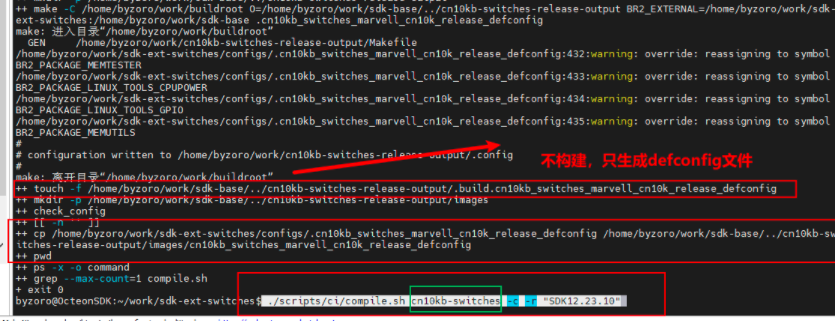 ++ make -C /home/byzoro/work/buildroot O=/home/byzoro/work/sdk-base/../cn10kb-switches-release-output BR2_EXTERNAL=/home/byzoro/work/sdk-
ext-switches:/home/byzoro/work/sdk-base .cn10kb_switches_marvell_cn10k_release_defconfig
make: 进入目录“/home/byzoro/work/buildroot”
GEN /home/byzoro/work/cn10kb-switches-release-output/Makefile
/home/byzoro/work/sdk-ext-switches/configs/.cn10kb_switches_marvell_cn10k_release_defconfig:432:warning: override: reassigning to symbol
BR2_PACKAGE_MEMTESTER
/home/byzoro/work/sdk-ext-switches/configs/.cn10kb_switches_marvell_cn10k_release_defconfig:433:warning: override: reassigning to symbol
BR2_PACKAGE_LINUX_TOOLS_CPUPOWER
/home/byzoro/work/sdk-ext-switches/configs/.cn10kb_switches_marvell_cn10k_release_defconfig:434:warning: override: reassigning to symbol
BR2_PACKAGE_LINUX_TOOLS_GPIO
/home/byzoro/work/sdk-ext-switches/configs/.cn10kb_switches_marvell_cn10k_release_defconfig:435:warning: override: reassigning to symbol
BR2_PACKAGE_MEMUTILS
#
# configuration written to /home/byzoro/work/cn10kb-switches-release-output/.config
#
不构建，只生成defconfig文件
make: 离开目录“/home/byzoro/work/buildroot”
++ touch -f /home/byzoro/work/sdk-base/../cn10kb-switches-release-output/.build.cn10kb_switches_marvell_cn10k_release_defconfig
++ mkdir -p /home/byzoro/work/sdk-base/../cn10kb-switches-release-output/images
++ check_config
++ [[ -n '' ]]
++ cp /home/byzoro/work/sdk-ext-switches/configs/.cn10kb_switches_marvell_cn10k_release_defconfig /home/byzoro/work/sdk-base/../cn10kb-sw
itches-release-output/images/cn10kb_switches_marvell_cn10k_release_defconfig
++ pwd
++ ps -x -o command
++ grep --max-count=1 compile.sh
+ exit 0
byzoro@OcteonSDK:~/work/sdk-ext-switches$ ./scripts/ci/compile.sh cn10kb-switches -c -r "SDK12.23.10"